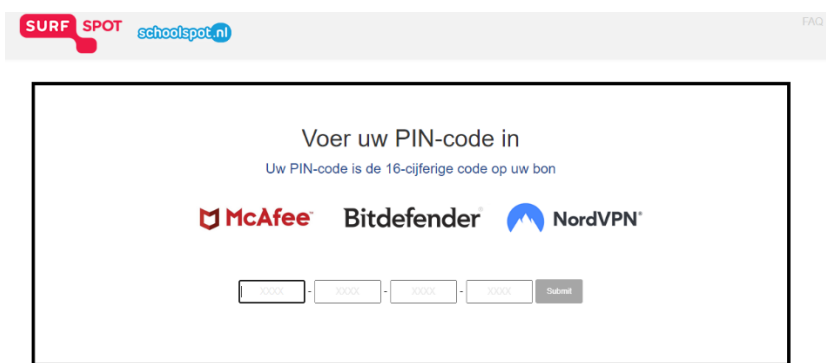 SURF SPOT schoolspot.nl FAQ
Voer uw PIN-code in
Uw PIN-code is de 16-cijferige code op uw bon
McAfee™ Bitdefender® NordVPN®
XXXX - XXXX - XXXX - XXXX Submit